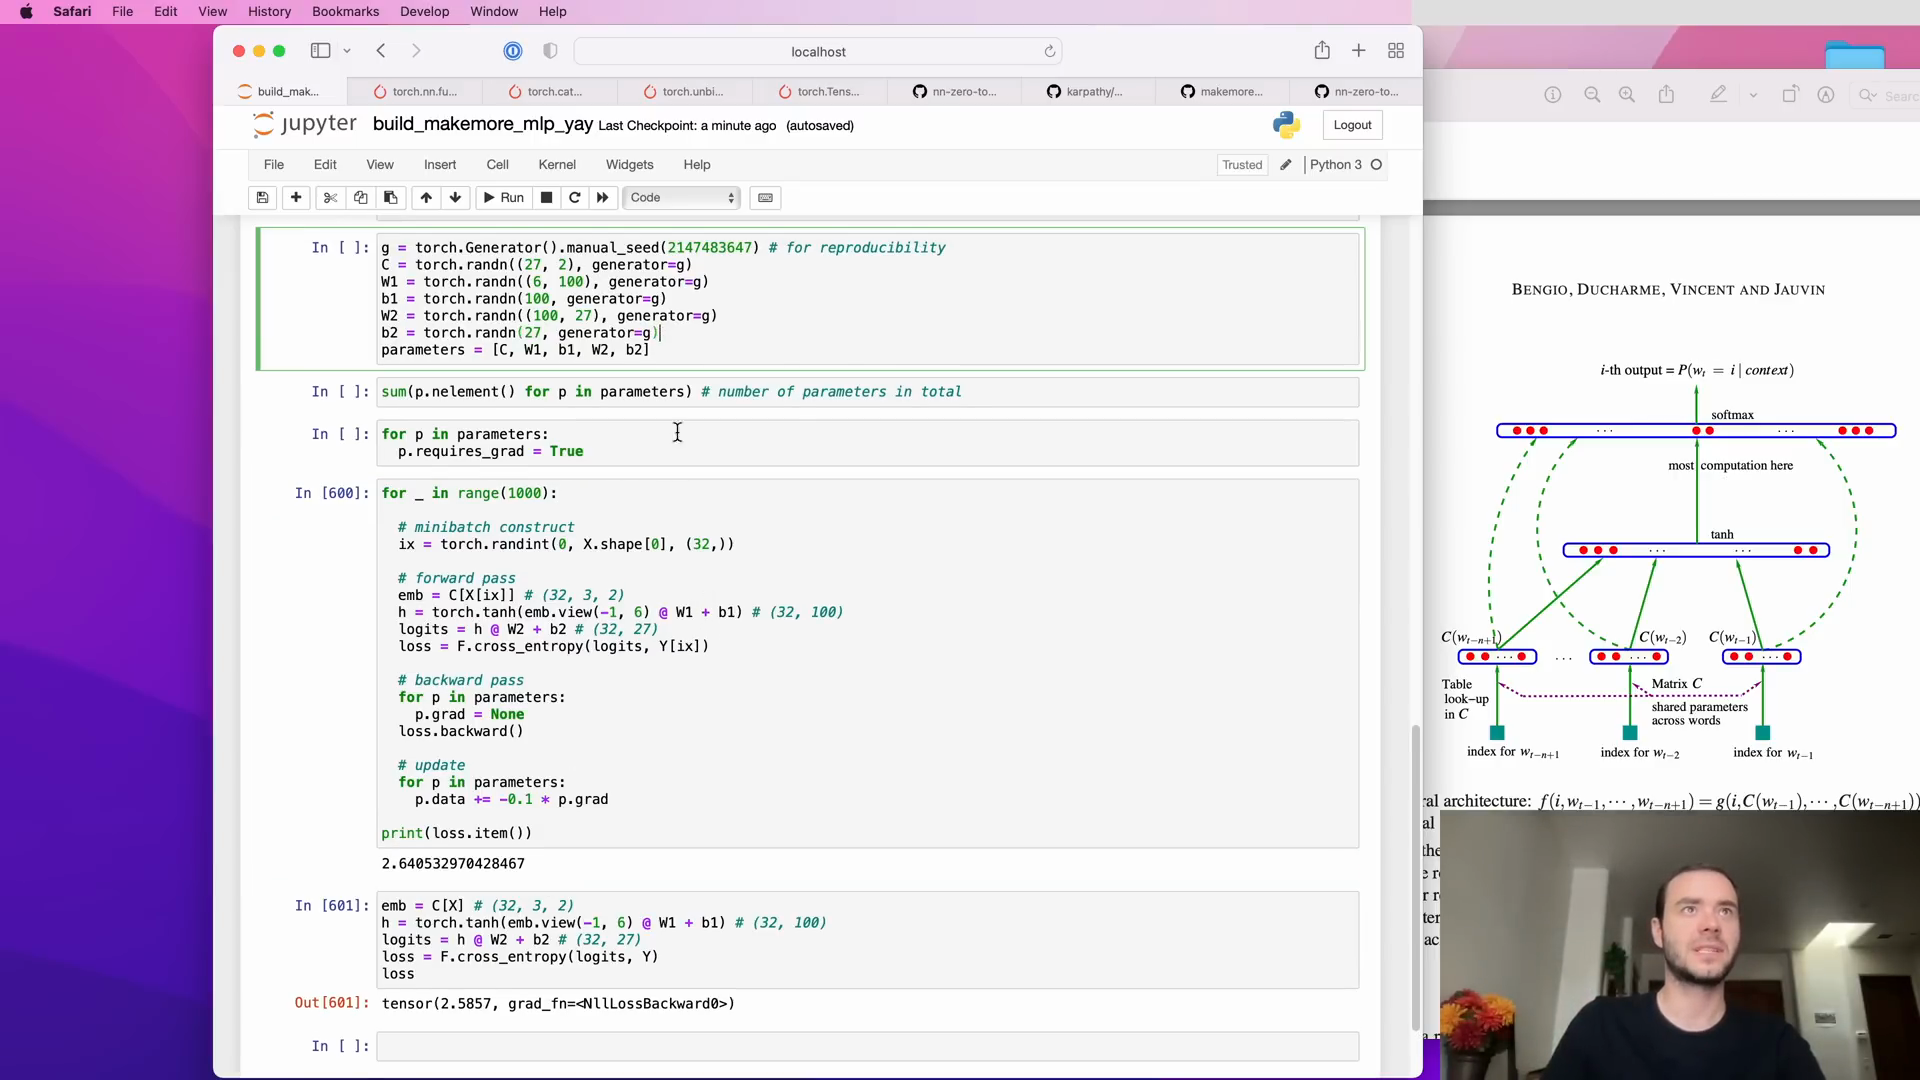 Safari File Edit View History Bookmarks Develop Window Help
localhost
build_mak... torch.nn.fu... torch.cat... torch.unbi... torch.Tens... nn-zero-to... karpathy/... makemore... nn-zero-to...
jupyter build_makemore_mlp_yay Last Checkpoint: a minute ago (autosaved) Logout
File Edit View Insert Cell Kernel Widgets Help Trusted Python 3
Run Code
In [ ]: g = torch.Generator().manual_seed(2147483647) # for reproducibility
C = torch.randn((27, 2), generator=g)
W1 = torch.randn((6, 100), generator=g)
b1 = torch.randn(100, generator=g)
W2 = torch.randn((100, 27), generator=g)
b2 = torch.randn(27, generator=g)
parameters = [C, W1, b1, W2, b2]
In [ ]: sum(p.nelement() for p in parameters) # number of parameters in total
In [ ]: for p in parameters:
p.requires_grad = True
In [600]: for _ in range(1000):
# minibatch construct
ix = torch.randint(0, X.shape[0], (32,))
# forward pass
emb = C[X[ix]] # (32, 3, 2)
h = torch.tanh(emb.view(-1, 6) @ W1 + b1) # (32, 100)
logits = h @ W2 + b2 # (32, 27)
loss = F.cross_entropy(logits, Y[ix])
# backward pass
for p in parameters:
p.grad = None
loss.backward()
# update
for p in parameters:
p.data += -0.1 * p.grad
print(loss.item())
2.640532970428467
In [601]: emb = C[X] # (32, 3, 2)
h = torch.tanh(emb.view(-1, 6) @ W1 + b1) # (32, 100)
logits = h @ W2 + b2 # (32, 27)
loss = F.cross_entropy(logits, Y)
loss
Out[601]: tensor(2.5857, grad_fn=<NllLossBackward0>)
In [ ]:
Search
BENGIO, DUCHARME, VINCENT AND JAUVIN
i-th output = P(w_t = i | context)
softmax
... ... 
most computation here
tanh
... ...
C(w_{t-n+1}) C(w_{t-2}) C(w_{t-1})
... ... ... ...
Table look-up in C
Matrix C
shared parameters across words
index for w_{t-n+1} index for w_{t-2} index for w_{t-1}
ral architecture: f(i, w_{t-1}, ···, w_{t-n+1}) = g(i, C(w_{t-1}), ···, C(w_{t-n+1}))